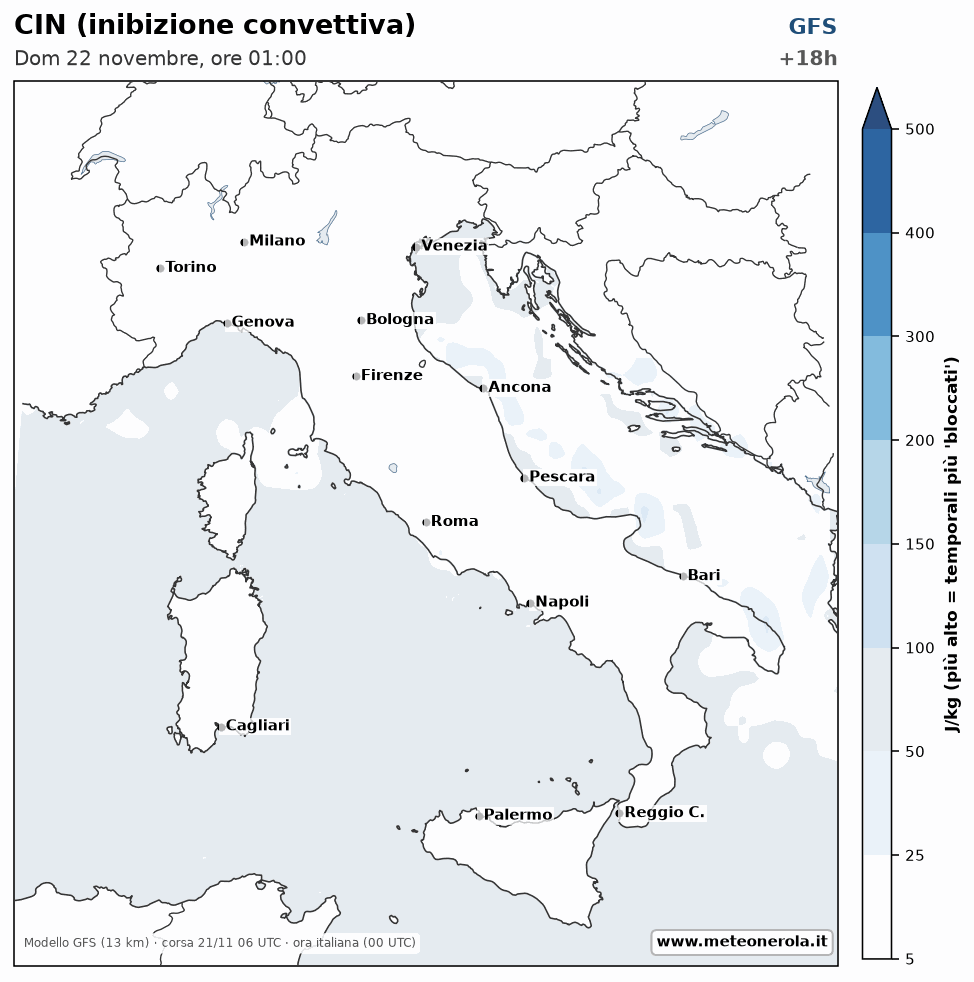 CIN (inibizione convettiva)
GFS
Dom 22 novembre, ore 01:00
+18h
500
400
300
200
150
100
50
25
5
J/kg (più alto = temporali più 'bloccati')
Milano
Venezia
Torino
Genova
Bologna
Firenze
Ancona
Pescara
Roma
Bari
Napoli
Cagliari
Palermo
Reggio C.
Modello GFS (13 km) · corsa 21/11 06 UTC · ora italiana (00 UTC)
www.meteonerola.it